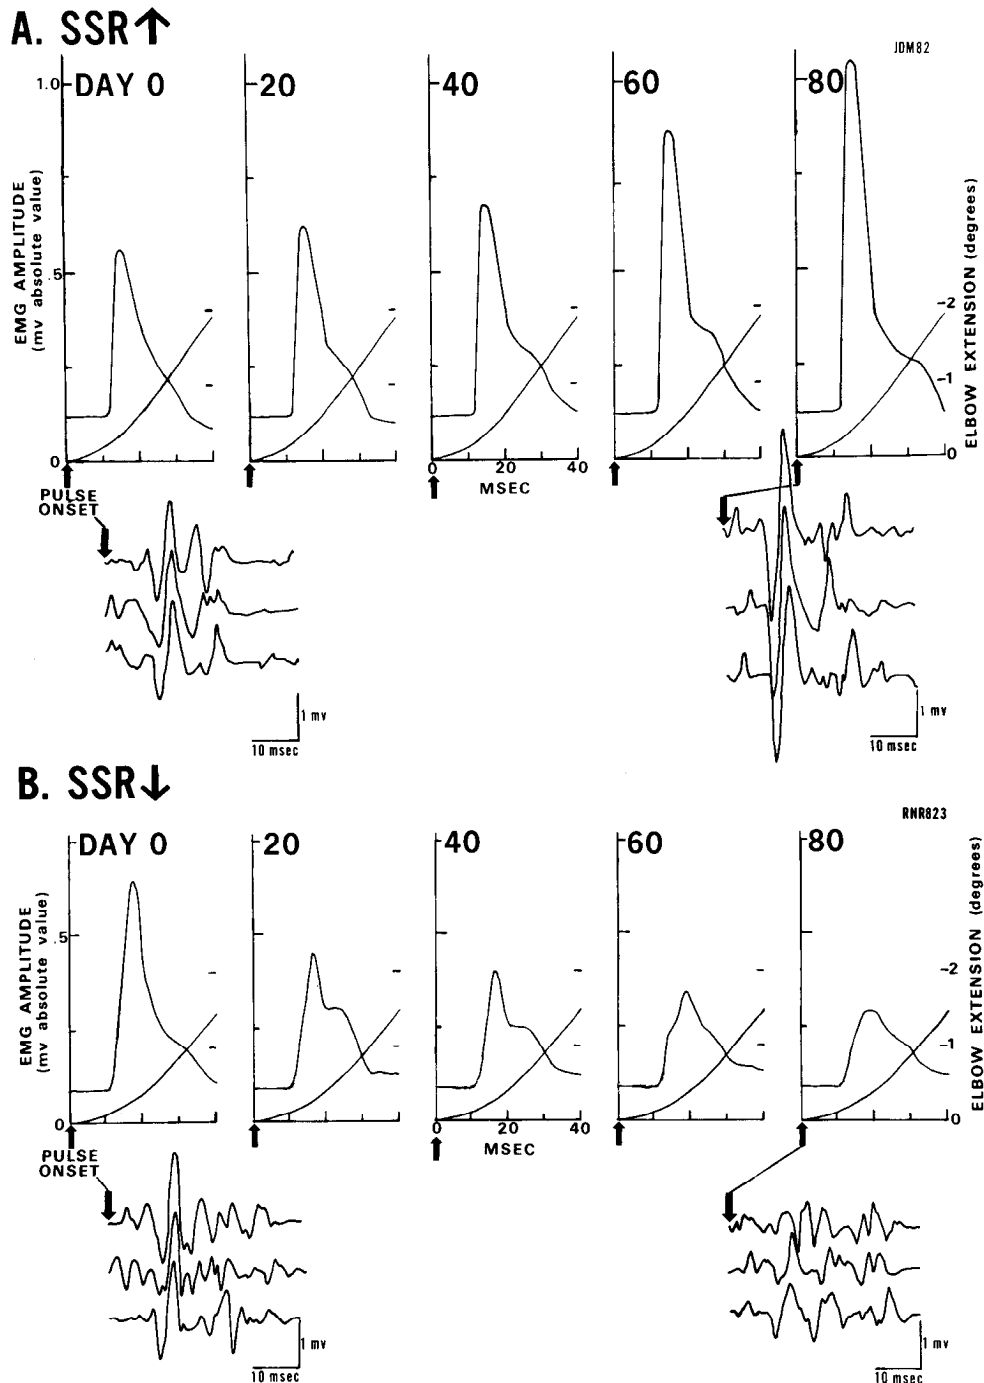 A. SSR↑
JDM82
DAY 0
20
40
60
80
1.0
.5
0
EMG AMPLITUDE
(mv absolute value)
-2
-1
0
ELBOW EXTENSION (degrees)
0 20 40
MSEC
PULSE
ONSET
1 mv
10 msec
1 mv
10 msec
B. SSR↓
RNR823
DAY 0
20
40
60
80
.5
0
EMG AMPLITUDE
(mv absolute value)
-2
-1
0
ELBOW EXTENSION (degrees)
0 20 40
MSEC
PULSE
ONSET
1 mv
10 msec
1 mv
10 msec